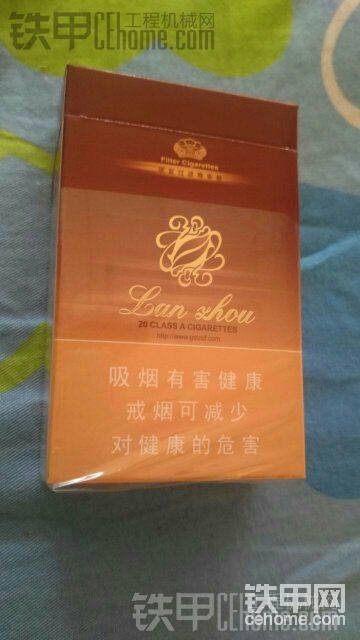 铁甲工程机械网
CEhome.com
Filter Cigarettes
Lan zhou
20 CLASS A CIGARETTES
吸烟有害健康
戒烟可减少
对健康的危害
铁甲网
cehome.com